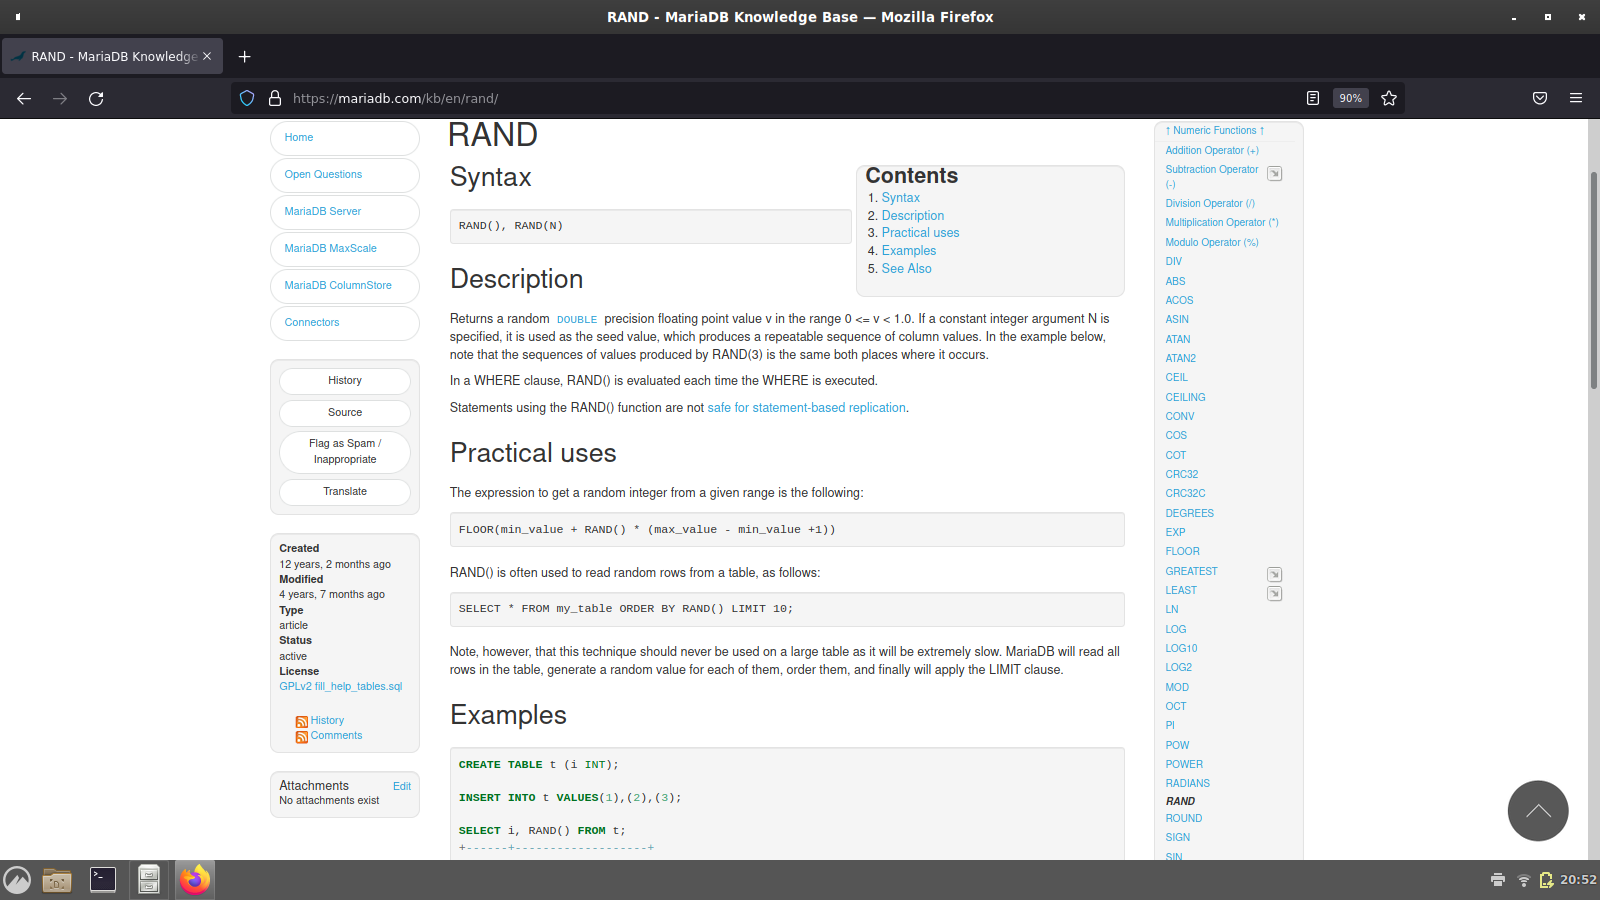 RAND - MariaDB Knowledge Base — Mozilla Firefox
RAND - MariaDB Knowledge
https://mariadb.com/kb/en/rand/
90%
Home
Open Questions
MariaDB Server
MariaDB MaxScale
MariaDB ColumnStore
Connectors
History
Source
Flag as Spam /
Inappropriate
Translate
Created
12 years, 2 months ago
Modified
4 years, 7 months ago
Type
article
Status
active
License
GPLv2 fill_help_tables.sql
History
Comments
Attachments Edit
No attachments exist
RAND
Syntax
RAND(), RAND(N)
Contents
1. Syntax
2. Description
3. Practical uses
4. Examples
5. See Also
Description
Returns a random DOUBLE precision floating point value v in the range 0 <= v < 1.0. If a constant integer argument N is
specified, it is used as the seed value, which produces a repeatable sequence of column values. In the example below,
note that the sequences of values produced by RAND(3) is the same both places where it occurs.
In a WHERE clause, RAND() is evaluated each time the WHERE is executed.
Statements using the RAND() function are not safe for statement-based replication.
Practical uses
The expression to get a random integer from a given range is the following:
FLOOR(min_value + RAND() * (max_value - min_value +1))
RAND() is often used to read random rows from a table, as follows:
SELECT * FROM my_table ORDER BY RAND() LIMIT 10;
Note, however, that this technique should never be used on a large table as it will be extremely slow. MariaDB will read all
rows in the table, generate a random value for each of them, order them, and finally will apply the LIMIT clause.
Examples
CREATE TABLE t (i INT);
INSERT INTO t VALUES(1),(2),(3);
SELECT i, RAND() FROM t;
+------+-------------------+
↑ Numeric Functions ↑
Addition Operator (+)
Subtraction Operator
(-)
Division Operator (/)
Multiplication Operator (*)
Modulo Operator (%)
DIV
ABS
ACOS
ASIN
ATAN
ATAN2
CEIL
CEILING
CONV
COS
COT
CRC32
CRC32C
DEGREES
EXP
FLOOR
GREATEST
LEAST
LN
LOG
LOG10
LOG2
MOD
OCT
PI
POW
POWER
RADIANS
RAND
ROUND
SIGN
SIN
20:52